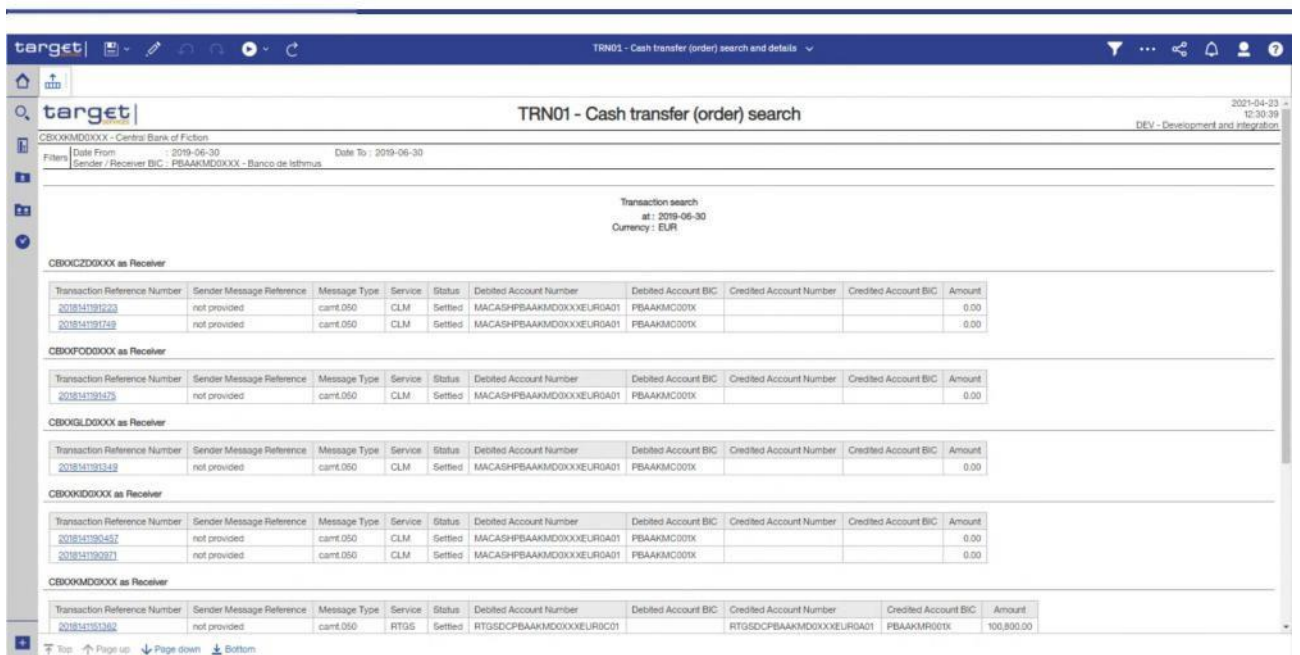 target|
TRN01 - Cash transfer (order) search and details
target|
services
TRN01 - Cash transfer (order) search
2021-04-23
12:30:39
DEV - Development and integration
CBXXKMD0XXX - Central Bank of Fiction
Filters Date From : 2019-06-30 Date To : 2019-06-30
Sender / Receiver BIC : PBAAKMD0XXX - Banco de Isthmus
Transaction search
at : 2019-06-30
Currency : EUR
CBXXCZD0XXX as Receiver
Transaction Reference Number Sender Message Reference Message Type Service Status Debited Account Number Debited Account BIC Credited Account Number Credited Account BIC Amount
2018141191223 not provided camt.050 CLM Settled MACASHPBAAKMD0XXXEUR0A01 PBAAKMC001X 0.00
2018141191749 not provided camt.050 CLM Settled MACASHPBAAKMD0XXXEUR0A01 PBAAKMC001X 0.00
CBXXFOD0XXX as Receiver
Transaction Reference Number Sender Message Reference Message Type Service Status Debited Account Number Debited Account BIC Credited Account Number Credited Account BIC Amount
2018141191475 not provided camt.050 CLM Settled MACASHPBAAKMD0XXXEUR0A01 PBAAKMC001X 0.00
CBXXGLD0XXX as Receiver
Transaction Reference Number Sender Message Reference Message Type Service Status Debited Account Number Debited Account BIC Credited Account Number Credited Account BIC Amount
2018141191349 not provided camt.050 CLM Settled MACASHPBAAKMD0XXXEUR0A01 PBAAKMC001X 0.00
CBXXKID0XXX as Receiver
Transaction Reference Number Sender Message Reference Message Type Service Status Debited Account Number Debited Account BIC Credited Account Number Credited Account BIC Amount
2018141190457 not provided camt.050 CLM Settled MACASHPBAAKMD0XXXEUR0A01 PBAAKMC001X 0.00
2018141190971 not provided camt.050 CLM Settled MACASHPBAAKMD0XXXEUR0A01 PBAAKMC001X 0.00
CBXXKMD0XXX as Receiver
Transaction Reference Number Sender Message Reference Message Type Service Status Debited Account Number Debited Account BIC Credited Account Number Credited Account BIC Amount
2018141151362 not provided camt.050 RTGS Settled RTGSDCPBAAKMD0XXXEUR0C01 RTGSDCPBAAKMD0XXXEUR0A01 PBAAKMR001X 100,800.00
Top Page up Page down Bottom